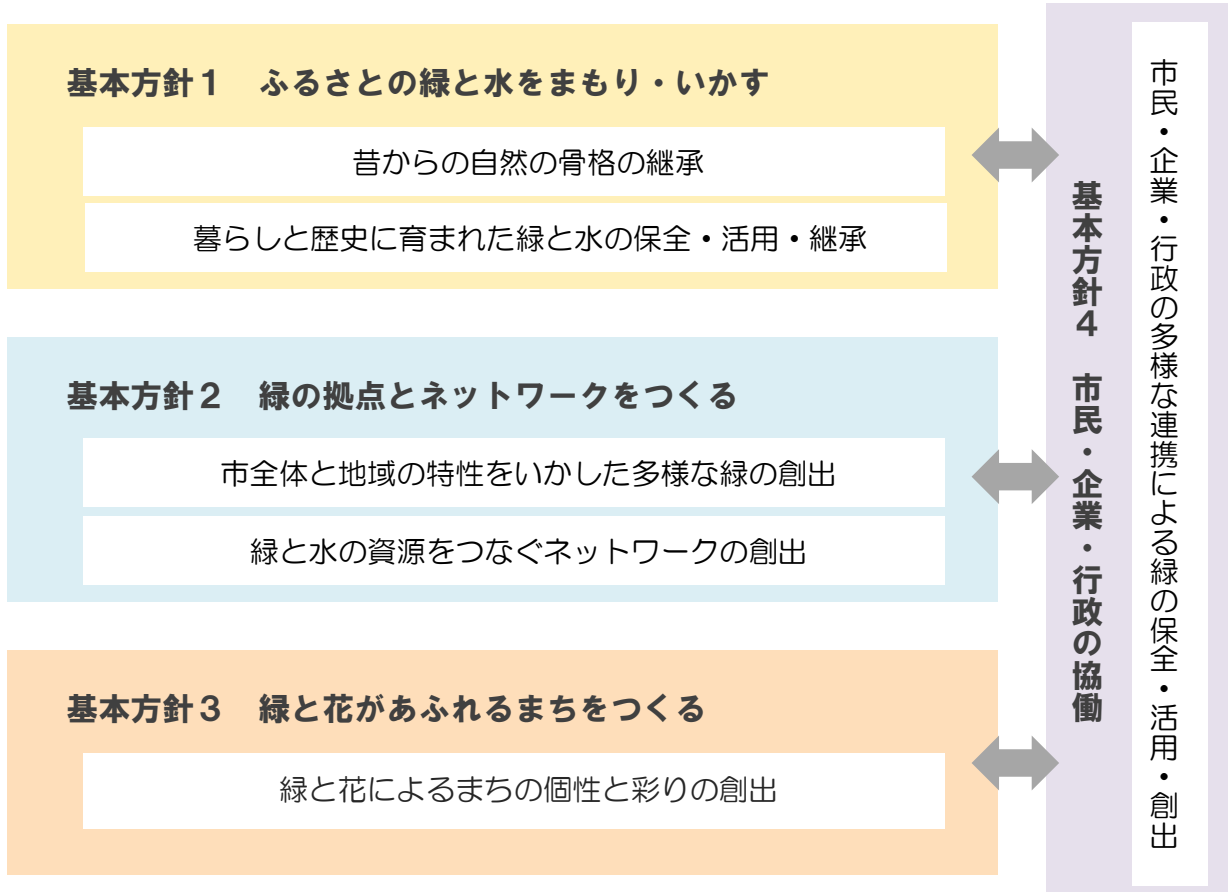 基本方針１　ふるさとの緑と水をまもり・いかす
昔からの自然の骨格の継承
暮らしと歴史に育まれた緑と水の保全・活用・継承
基本方針２　緑の拠点とネットワークをつくる
市全体と地域の特性をいかした多様な緑の創出
緑と水の資源をつなぐネットワークの創出
基本方針３　緑と花があふれるまちをつくる
緑と花によるまちの個性と彩りの創出
基本方針４　市民・企業・行政の協働
市民・企業・行政の多様な連携による緑の保全・活用・創出